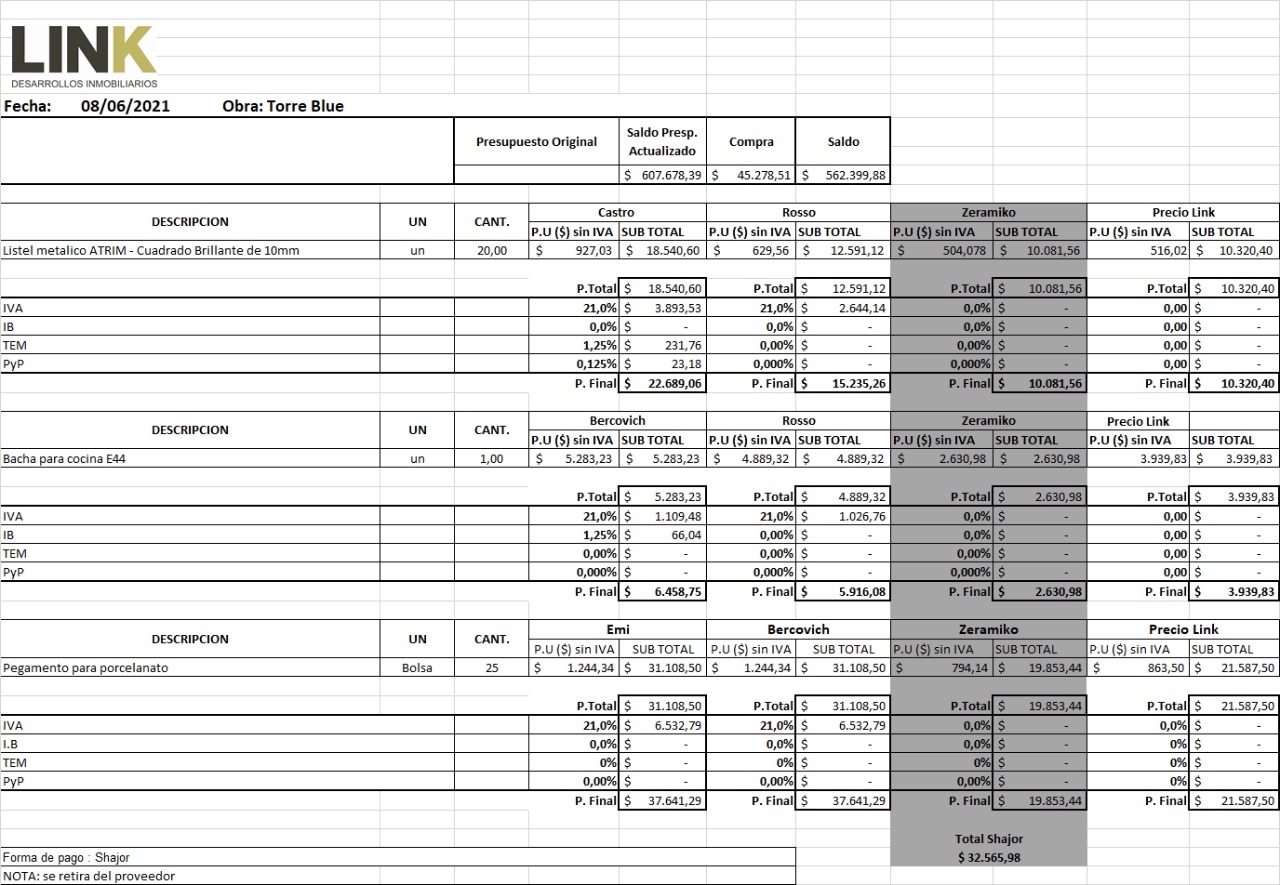 LINK
DESARROLLOS INMOBILIARIOS
Fecha: 08/06/2021 Obra: Torre Blue
Presupuesto Original Saldo Presp. Actualizado Compra Saldo
$ 607.678,39 $ 45.278,51 $ 562.399,88
DESCRIPCION UN CANT. Castro Rosso Zeramiko Precio Link
P.U ($) sin IVA SUB TOTAL P.U ($) sin IVA SUB TOTAL P.U ($) sin IVA SUB TOTAL P.U ($) sin IVA SUB TOTAL
Listel metalico ATRIM - Cuadrado Brillante de 10mm un 20,00 $ 927,03 $ 18.540,60 $ 629,56 $ 12.591,12 $ 504,078 $ 10.081,56 516,02 $ 10.320,40
P.Total $ 18.540,60 P.Total $ 12.591,12 P.Total $ 10.081,56 P.Total $ 10.320,40
IVA 21,0% $ 3.893,53 21,0% $ 2.644,14 0,0% $ - 0,00 $ -
IB 0,0% $ - 0,0% $ - 0,0% $ - 0,00 $ -
TEM 1,25% $ 231,76 0,00% $ - 0,00% $ - 0,00 $ -
PyP 0,125% $ 23,18 0,000% $ - 0,000% $ - 0,00 $ -
P. Final $ 22.689,06 P. Final $ 15.235,26 P. Final $ 10.081,56 P. Final $ 10.320,40
DESCRIPCION UN CANT. Bercovich Rosso Zeramiko Precio Link
P.U ($) sin IVA SUB TOTAL P.U ($) sin IVA SUB TOTAL P.U ($) sin IVA SUB TOTAL P.U ($) sin IVA SUB TOTAL
Bacha para cocina E44 un 1,00 $ 5.283,23 $ 5.283,23 $ 4.889,32 $ 4.889,32 $ 2.630,98 $ 2.630,98 3.939,83 $ 3.939,83
P.Total $ 5.283,23 P.Total $ 4.889,32 P.Total $ 2.630,98 P.Total $ 3.939,83
IVA 21,0% $ 1.109,48 21,0% $ 1.026,76 0,0% $ - 0,00 $ -
IB 1,25% $ 66,04 0,00% $ - 0,0% $ - 0,00 $ -
TEM 0,00% $ - 0,00% $ - 0,00% $ - 0,00 $ -
PyP 0,000% $ - 0,000% $ - 0,000% $ - 0,00 $ -
P. Final $ 6.458,75 P. Final $ 5.916,08 P. Final $ 2.630,98 P. Final $ 3.939,83
DESCRIPCION UN CANT. Emi Bercovich Zeramiko Precio Link
P.U ($) sin IVA SUB TOTAL P.U ($) sin IVA SUB TOTAL P.U ($) sin IVA SUB TOTAL P.U ($) sin IVA SUB TOTAL
Pegamento para porcelanato Bolsa 25 $ 1.244,34 $ 31.108,50 $ 1.244,34 $ 31.108,50 $ 794,14 $ 19.853,44 $ 863,50 $ 21.587,50
P.Total $ 31.108,50 P.Total $ 31.108,50 P.Total $ 19.853,44 P.Total $ 21.587,50
IVA 21,0% $ 6.532,79 21,0% $ 6.532,79 0,0% $ - 0,0% $ -
I.B 0,0% $ - 0,0% $ - 0,0% $ - 0% $ -
TEM 0% $ - 0% $ - 0% $ - 0% $ -
PyP 0,00% $ - 0,00% $ - 0,00% $ - 0% $ -
P. Final $ 37.641,29 P. Final $ 37.641,29 P. Final $ 19.853,44 P. Final $ 21.587,50
Total Shajor
Forma de pago : Shajor $ 32.565,98
NOTA: se retira del proveedor